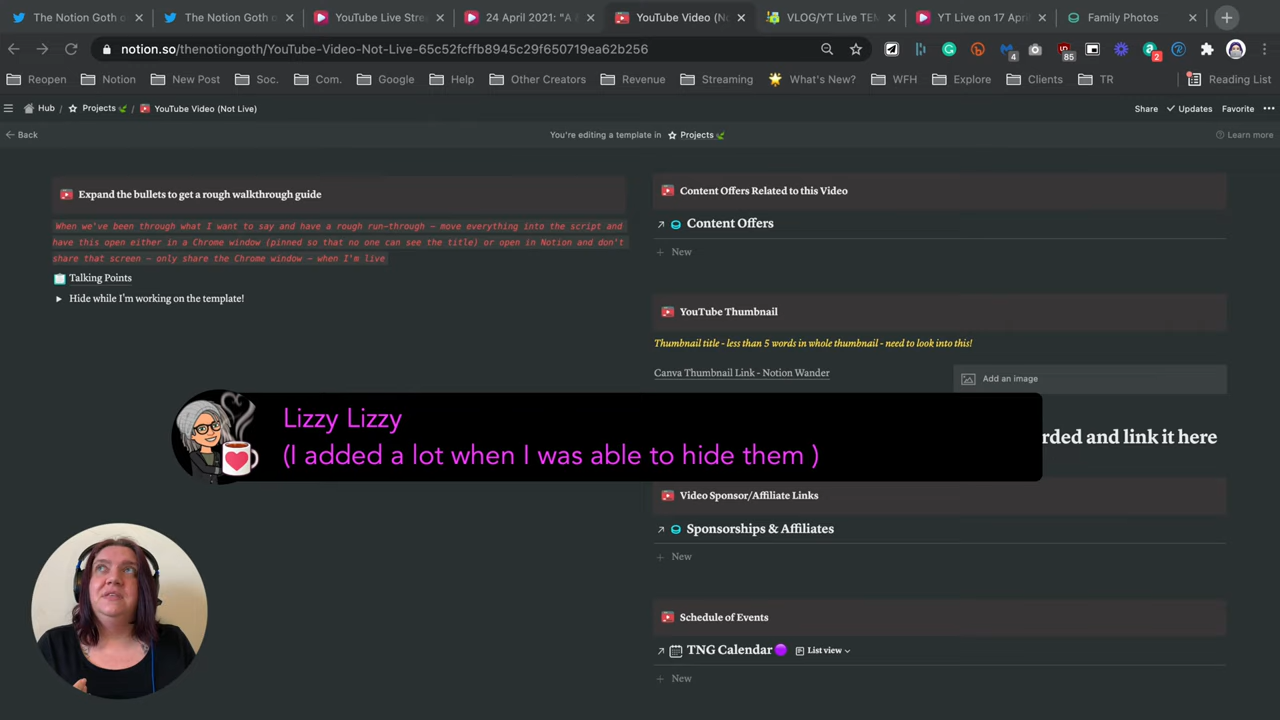 The Notion Goth o
The Notion Goth of
YouTube Live Stre
24 April 2021: "A M
YouTube Video (No
VLOG/YT Live TEM
YT Live on 17 Apri
Family Photos
notion.so/thenotiongoth/YouTube-Video-Not-Live-65c52fcffb8945c29f650719ea62b256
4
85
2
Reopen
Notion
New Post
Soc.
Com.
Google
Help
Other Creators
Revenue
Streaming
What's New?
WFH
Explore
Clients
TR
Reading List
Hub / Projects / YouTube Video (Not Live)
Share
Updates
Favorite
Back
You're editing a template in Projects
Learn more
Expand the bullets to get a rough walkthrough guide
When we've been through what I want to say and have a rough run-through - move everything into the script and
have this open either in a Chrome window (pinned so that no one can see the title) or open in Notion and don't
share that screen - only share the Chrome window - when I'm live
Talking Points
Hide while I'm working on the template!
Content Offers Related to this Video
Content Offers
New
YouTube Thumbnail
Thumbnail title - less than 5 words in whole thumbnail - need to look into this!
Canva Thumbnail Link - Notion Wander
Add an image
Lizzy Lizzy
(I added a lot when I was able to hide them )
rded and link it here
Video Sponsor/Affiliate Links
Sponsorships & Affiliates
New
Schedule of Events
TNG Calendar
List view
New